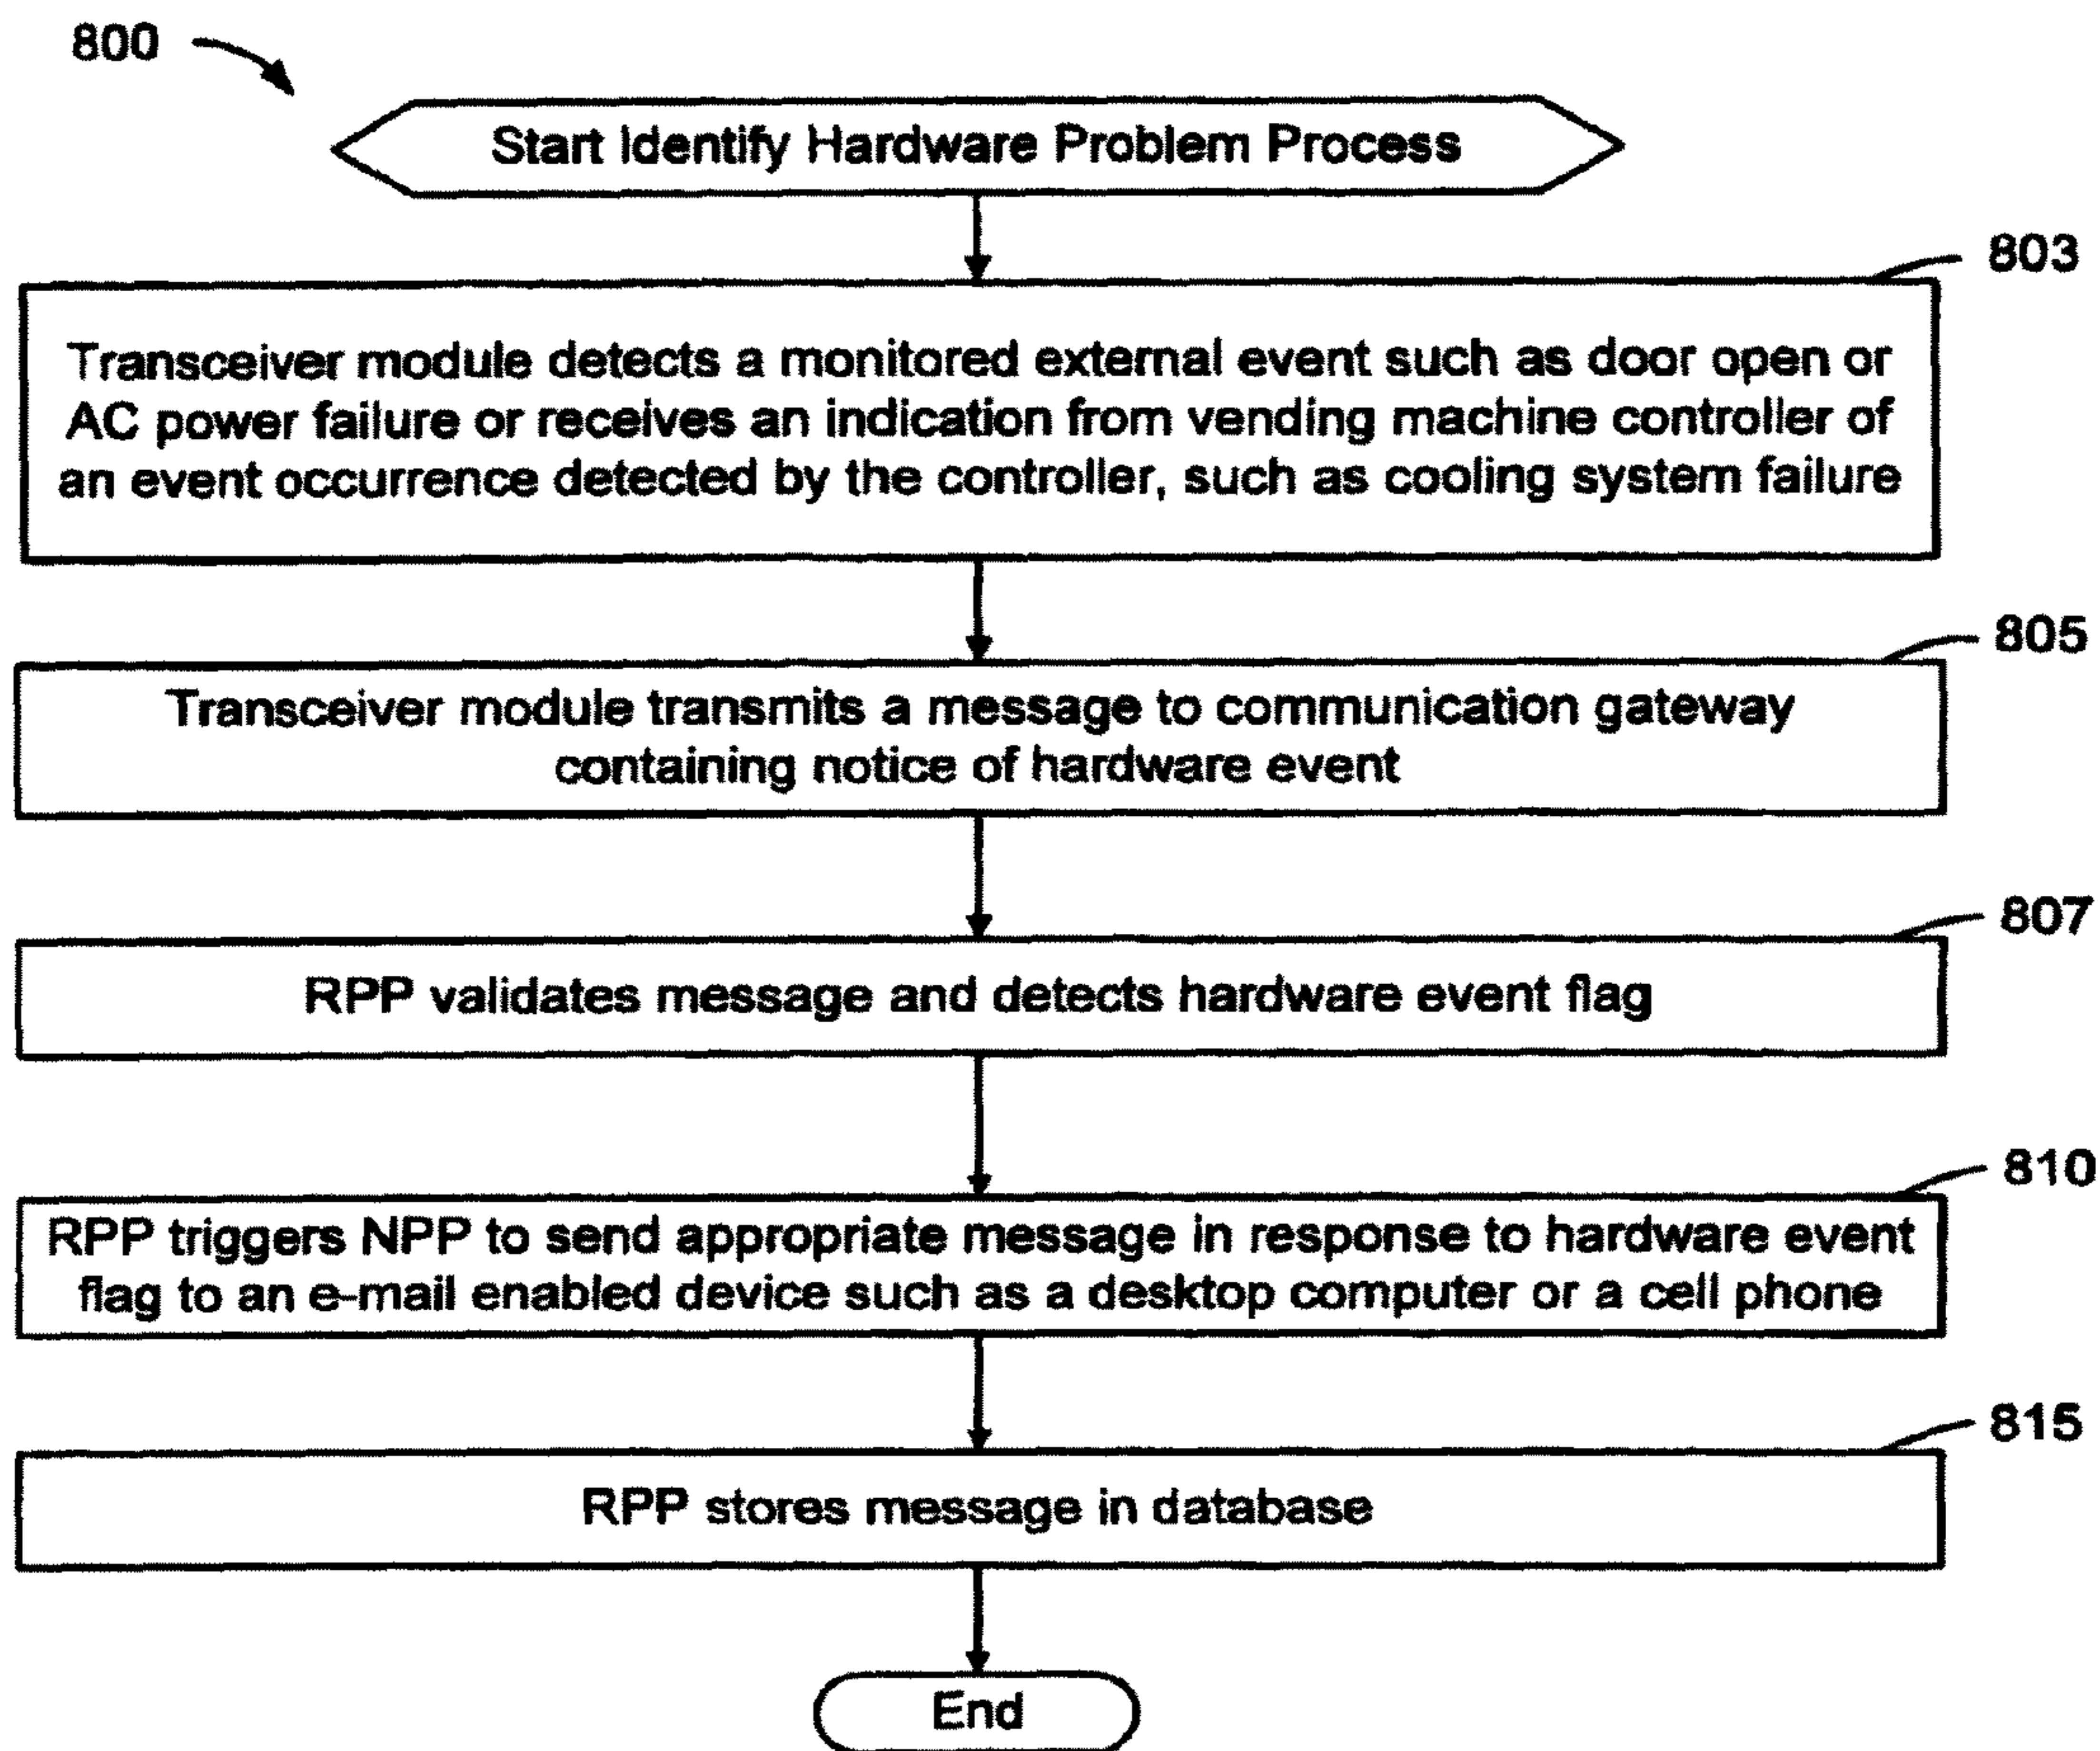 800
Start Identify Hardware Problem Process
803
Transceiver module detects a monitored external event such as door open or
AC power failure or receives an indication from vending machine controller of
an event occurrence detected by the controller, such as cooling system failure
805
Transceiver module transmits a message to communication gateway
containing notice of hardware event
807
RPP validates message and detects hardware event flag
810
RPP triggers NPP to send appropriate message in response to hardware event
flag to an e-mail enabled device such as a desktop computer or a cell phone
815
RPP stores message in database
End